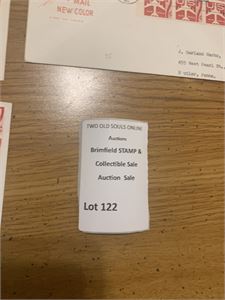 MAIL
NEW COLOR
TWO OLD SOULS ONLINE
Auctions
Brimfield STAMP &
Collectible Sale
Auction Sale
Lot 122